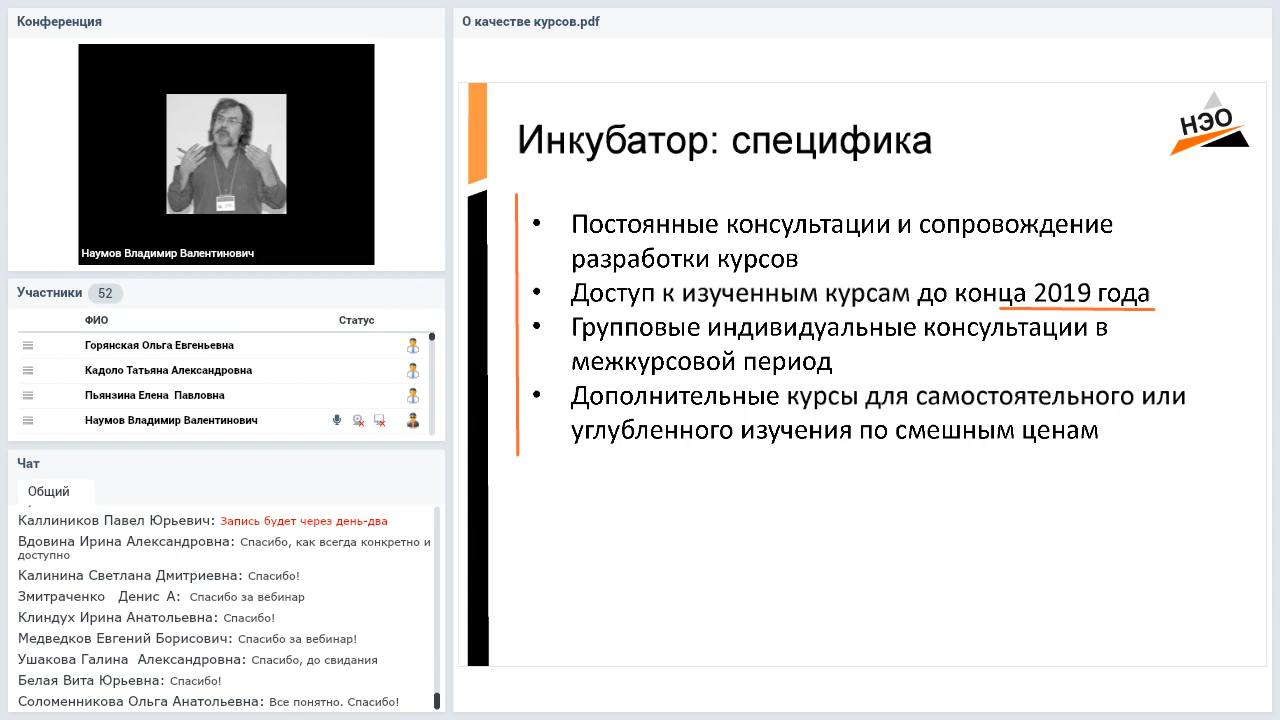 Конференция
Наумов Владимир Валентинович
Участники 52
ФИО Статус
Горянская Ольга Евгеньевна
Кадоло Татьяна Александровна
Пьянзина Елена Павловна
Наумов Владимир Валентинович
Чат
Общий
Каллиников Павел Юрьевич: Запись будет через день-два
Вдовина Ирина Александровна: Спасибо, как всегда конкретно и
доступно
Калинина Светлана Дмитриевна: Спасибо!
Змитраченко Денис А: Спасибо за вебинар
Клиндух Ирина Анатольевна: Спасибо!
Медведков Евгений Борисович: Спасибо за вебинар!
Ушакова Галина Александровна: Спасибо, до свидания
Белая Вита Юрьевна: Спасибо!
Соломенникова Ольга Анатольевна: Все понятно. Спасибо!
О качестве курсов.pdf
НЭО
Инкубатор: специфика
• Постоянные консультации и сопровождение
разработки курсов
• Доступ к изученным курсам до конца 2019 года
• Групповые индивидуальные консультации в
межкурсовой период
• Дополнительные курсы для самостоятельного или
углубленного изучения по смешным ценам